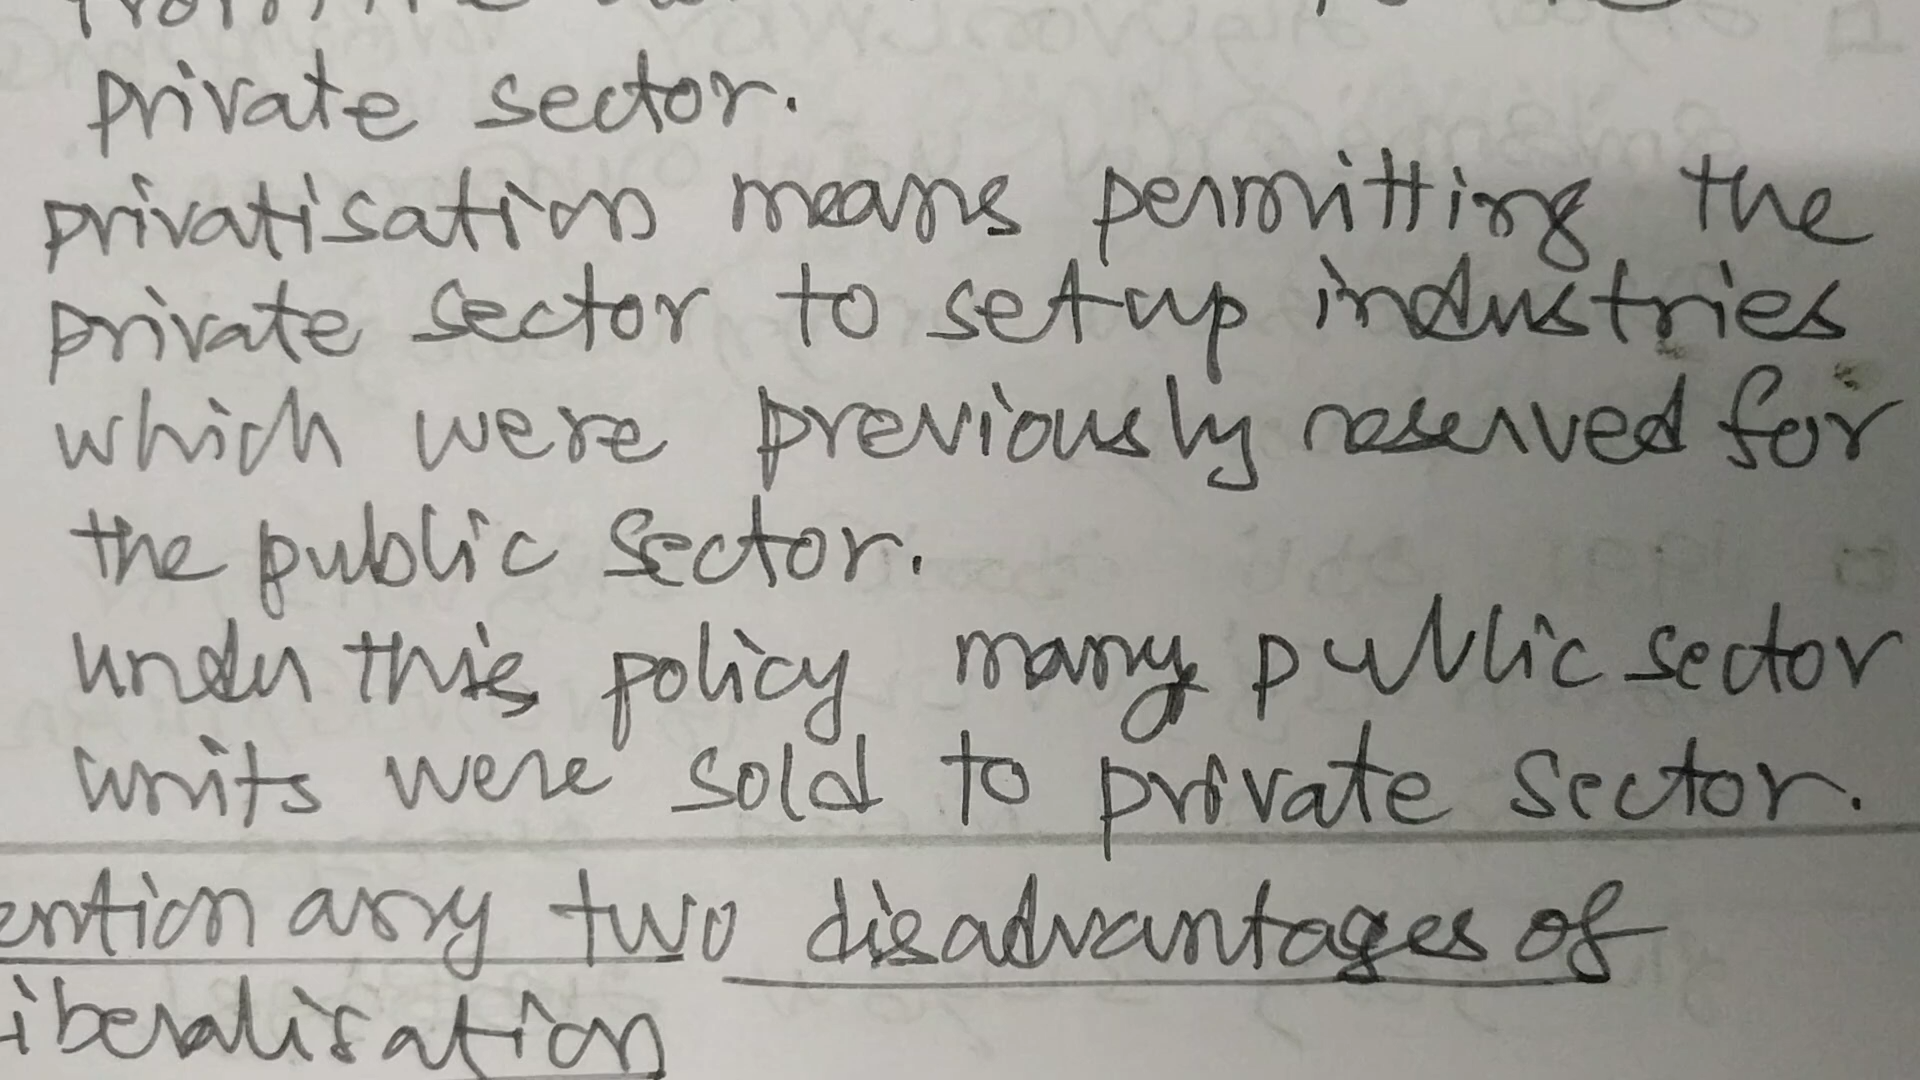 private sector.
privatisation means permitting the
private sector to setup industries
which were previously reserved for
the public sector.
under this policy many public sector
units were sold to private sector.
ention any two disadvantages of
iberalisation